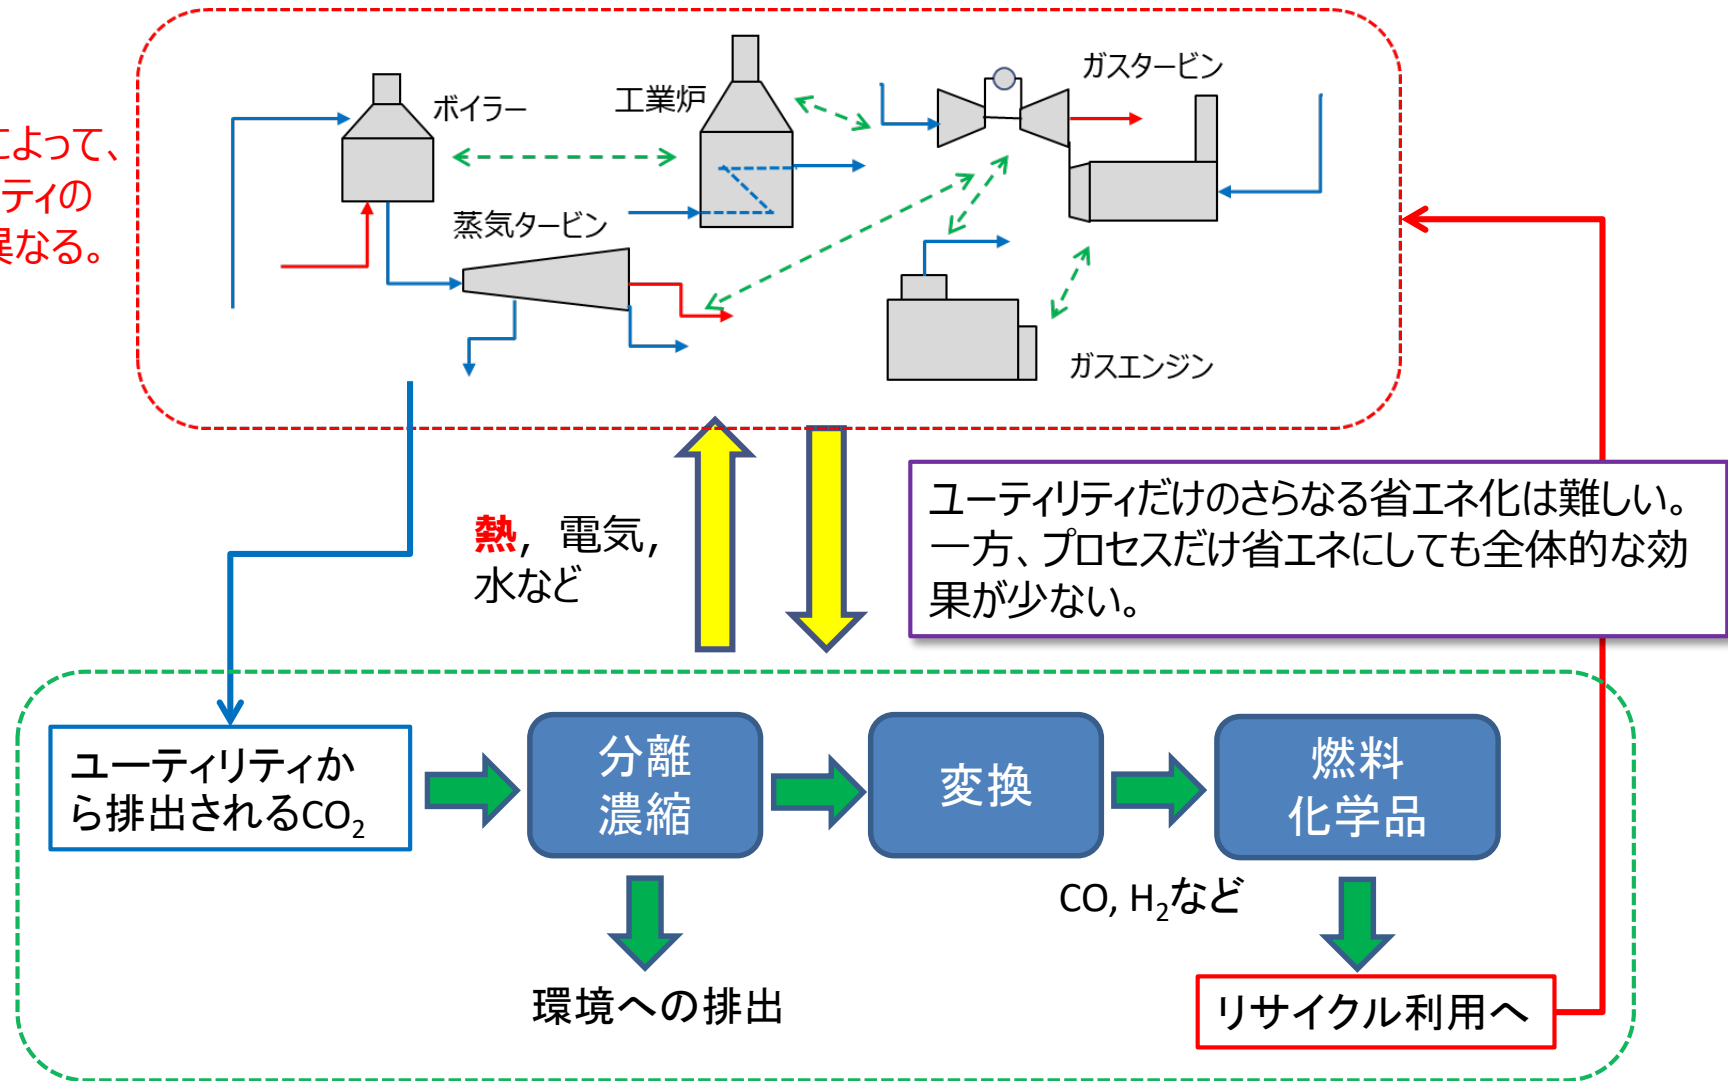 ボイラー
工業炉
ガスタービン
によって、
ティの
異なる。
蒸気タービン
ガスエンジン
熱, 電気,
水など
ユーティリティだけのさらなる省エネ化は難しい。
一方、プロセスだけ省エネにしても全体的な効
果が少ない。
ユーティリティか
ら排出されるCO2
分離
濃縮
変換
燃料
化学品
CO, H2など
環境への排出
リサイクル利用へ